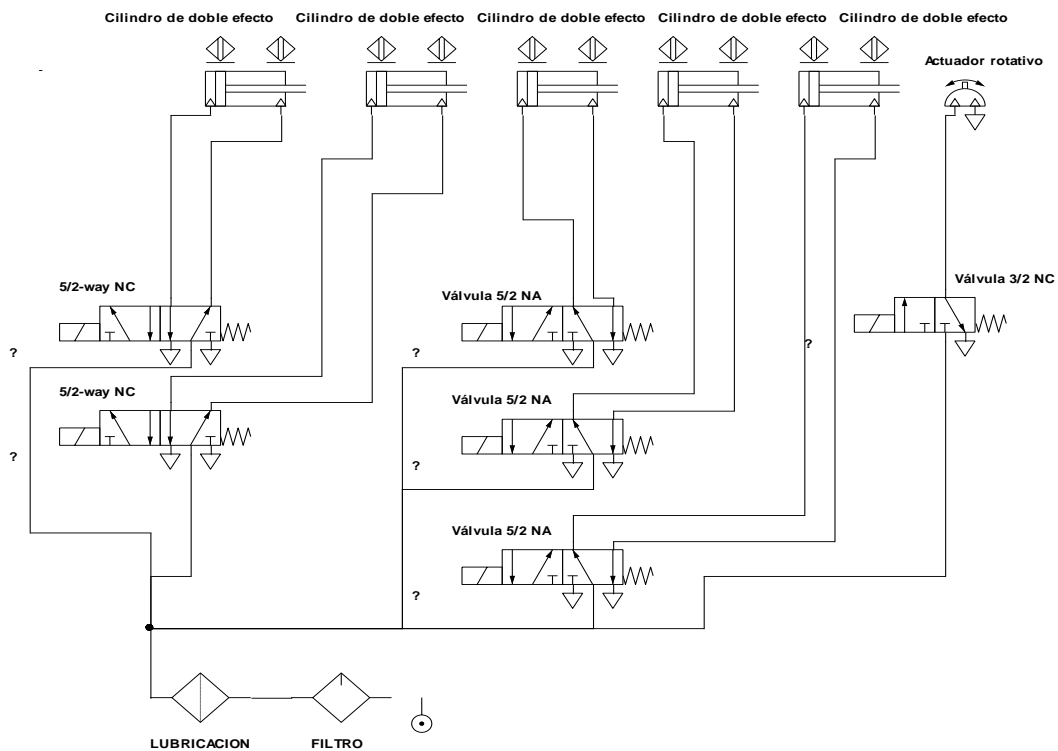 Cilindro de doble efecto
Cilindro de doble efecto
Cilindro de doble efecto
Cilindro de doble efecto
Cilindro de doble efecto
Actuador rotativo
5/2-way NC
Válvula 5/2 NA
Válvula 3/2 NC
?
?
?
5/2-way NC
Válvula 5/2 NA
?
?
Válvula 5/2 NA
?
LUBRICACION
FILTRO